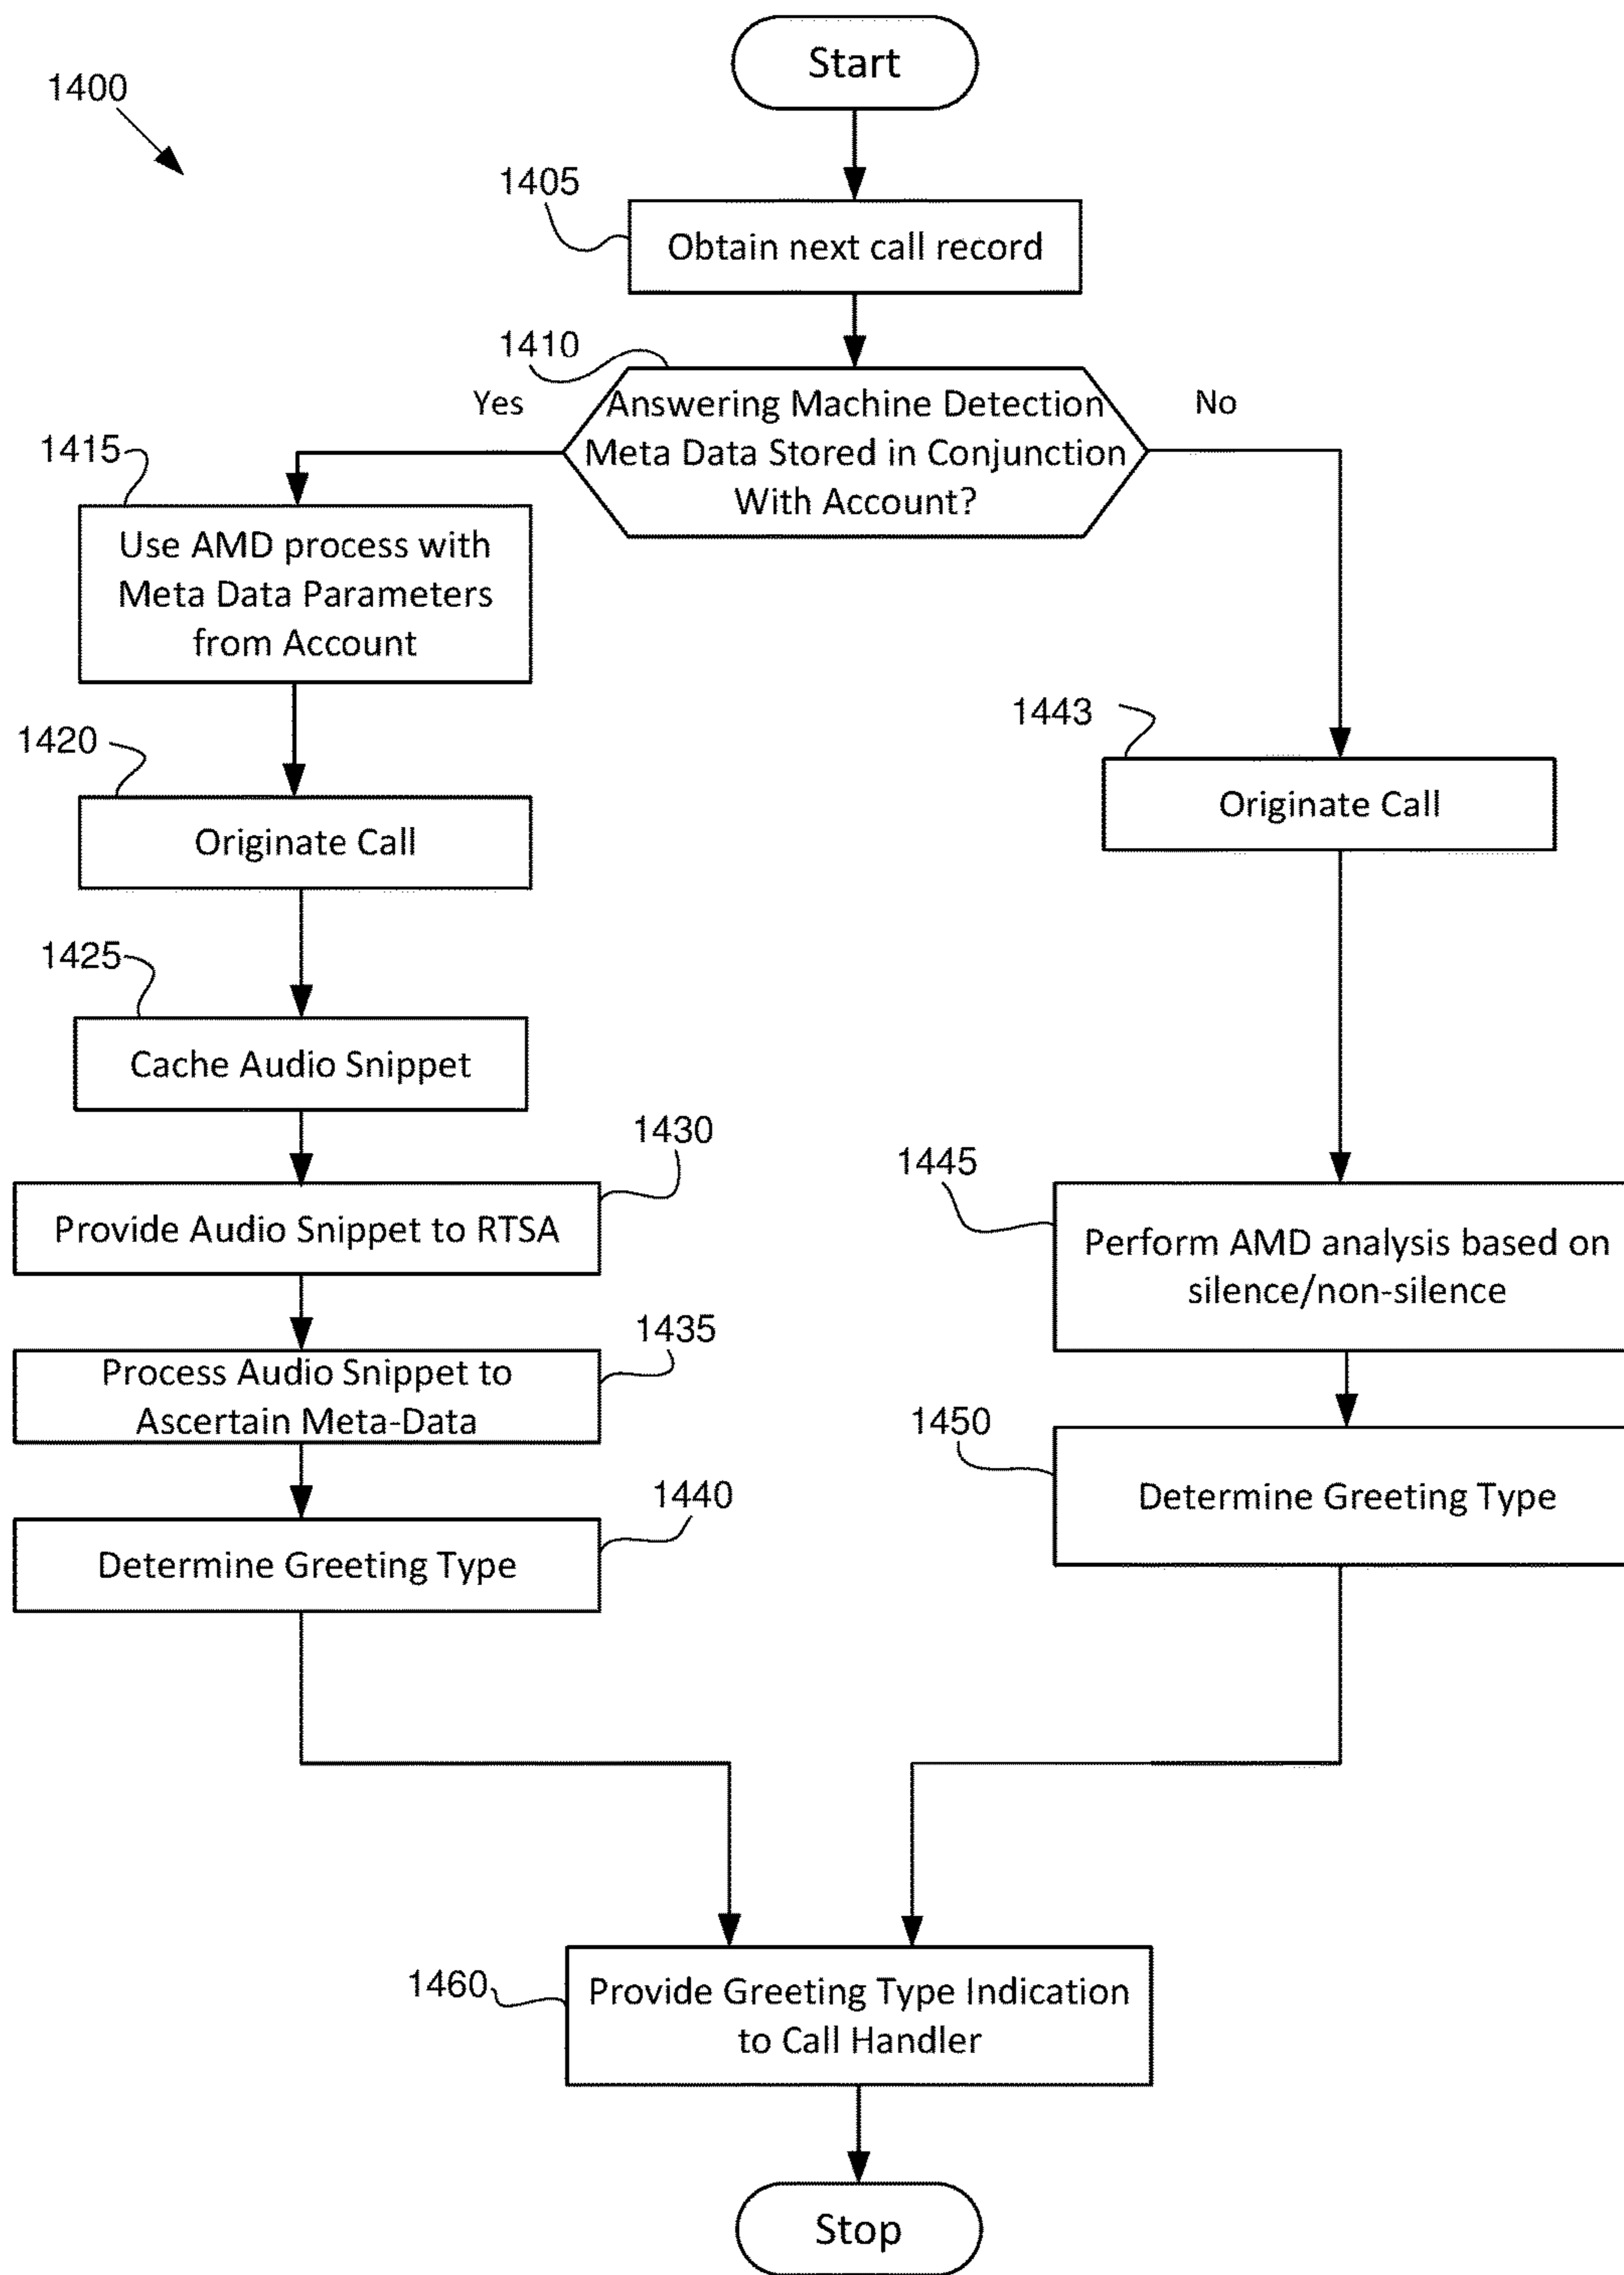 Start
1400
1405
Obtain next call record
1410
Yes
Answering Machine Detection
Meta Data Stored in Conjunction
With Account?
No
1415
Use AMD process with
Meta Data Parameters
from Account
1420
Originate Call
1443
Originate Call
1425
Cache Audio Snippet
1430
Provide Audio Snippet to RTSA
1445
Perform AMD analysis based on
silence/non-silence
1435
Process Audio Snippet to
Ascertain Meta-Data
1450
Determine Greeting Type
1440
Determine Greeting Type
1460
Provide Greeting Type Indication
to Call Handler
Stop